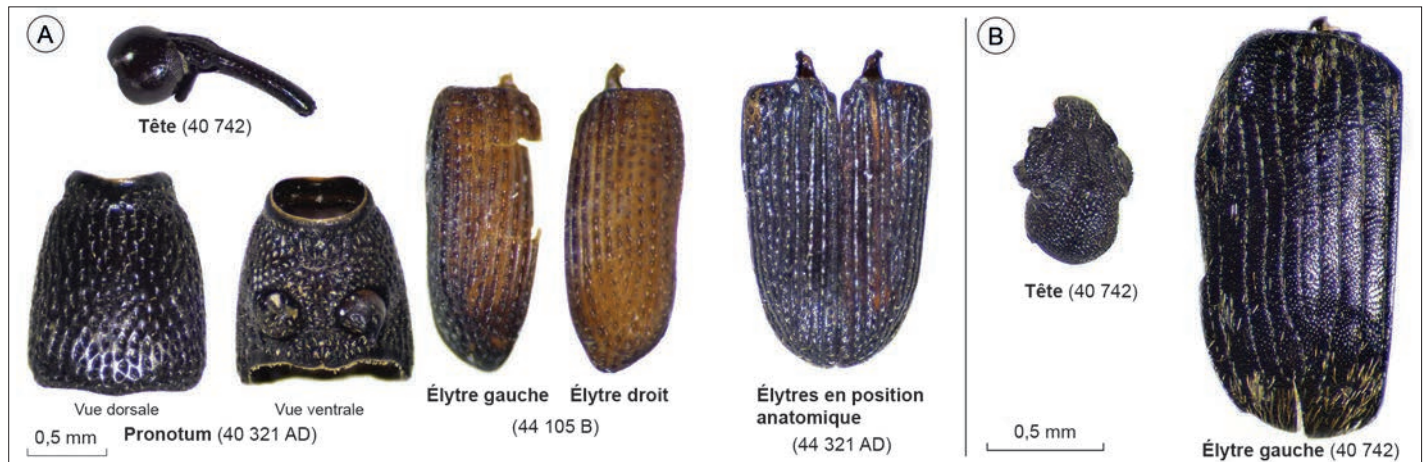 A
Tête (40 742)
Vue dorsale
Vue ventrale
Pronotum (40 321 AD)
0,5 mm
Élytre gauche
Élytre droit
(44 105 B)
Élytres en position
anatomique
(44 321 AD)
B
Tête (40 742)
0,5 mm
Élytre gauche (40 742)